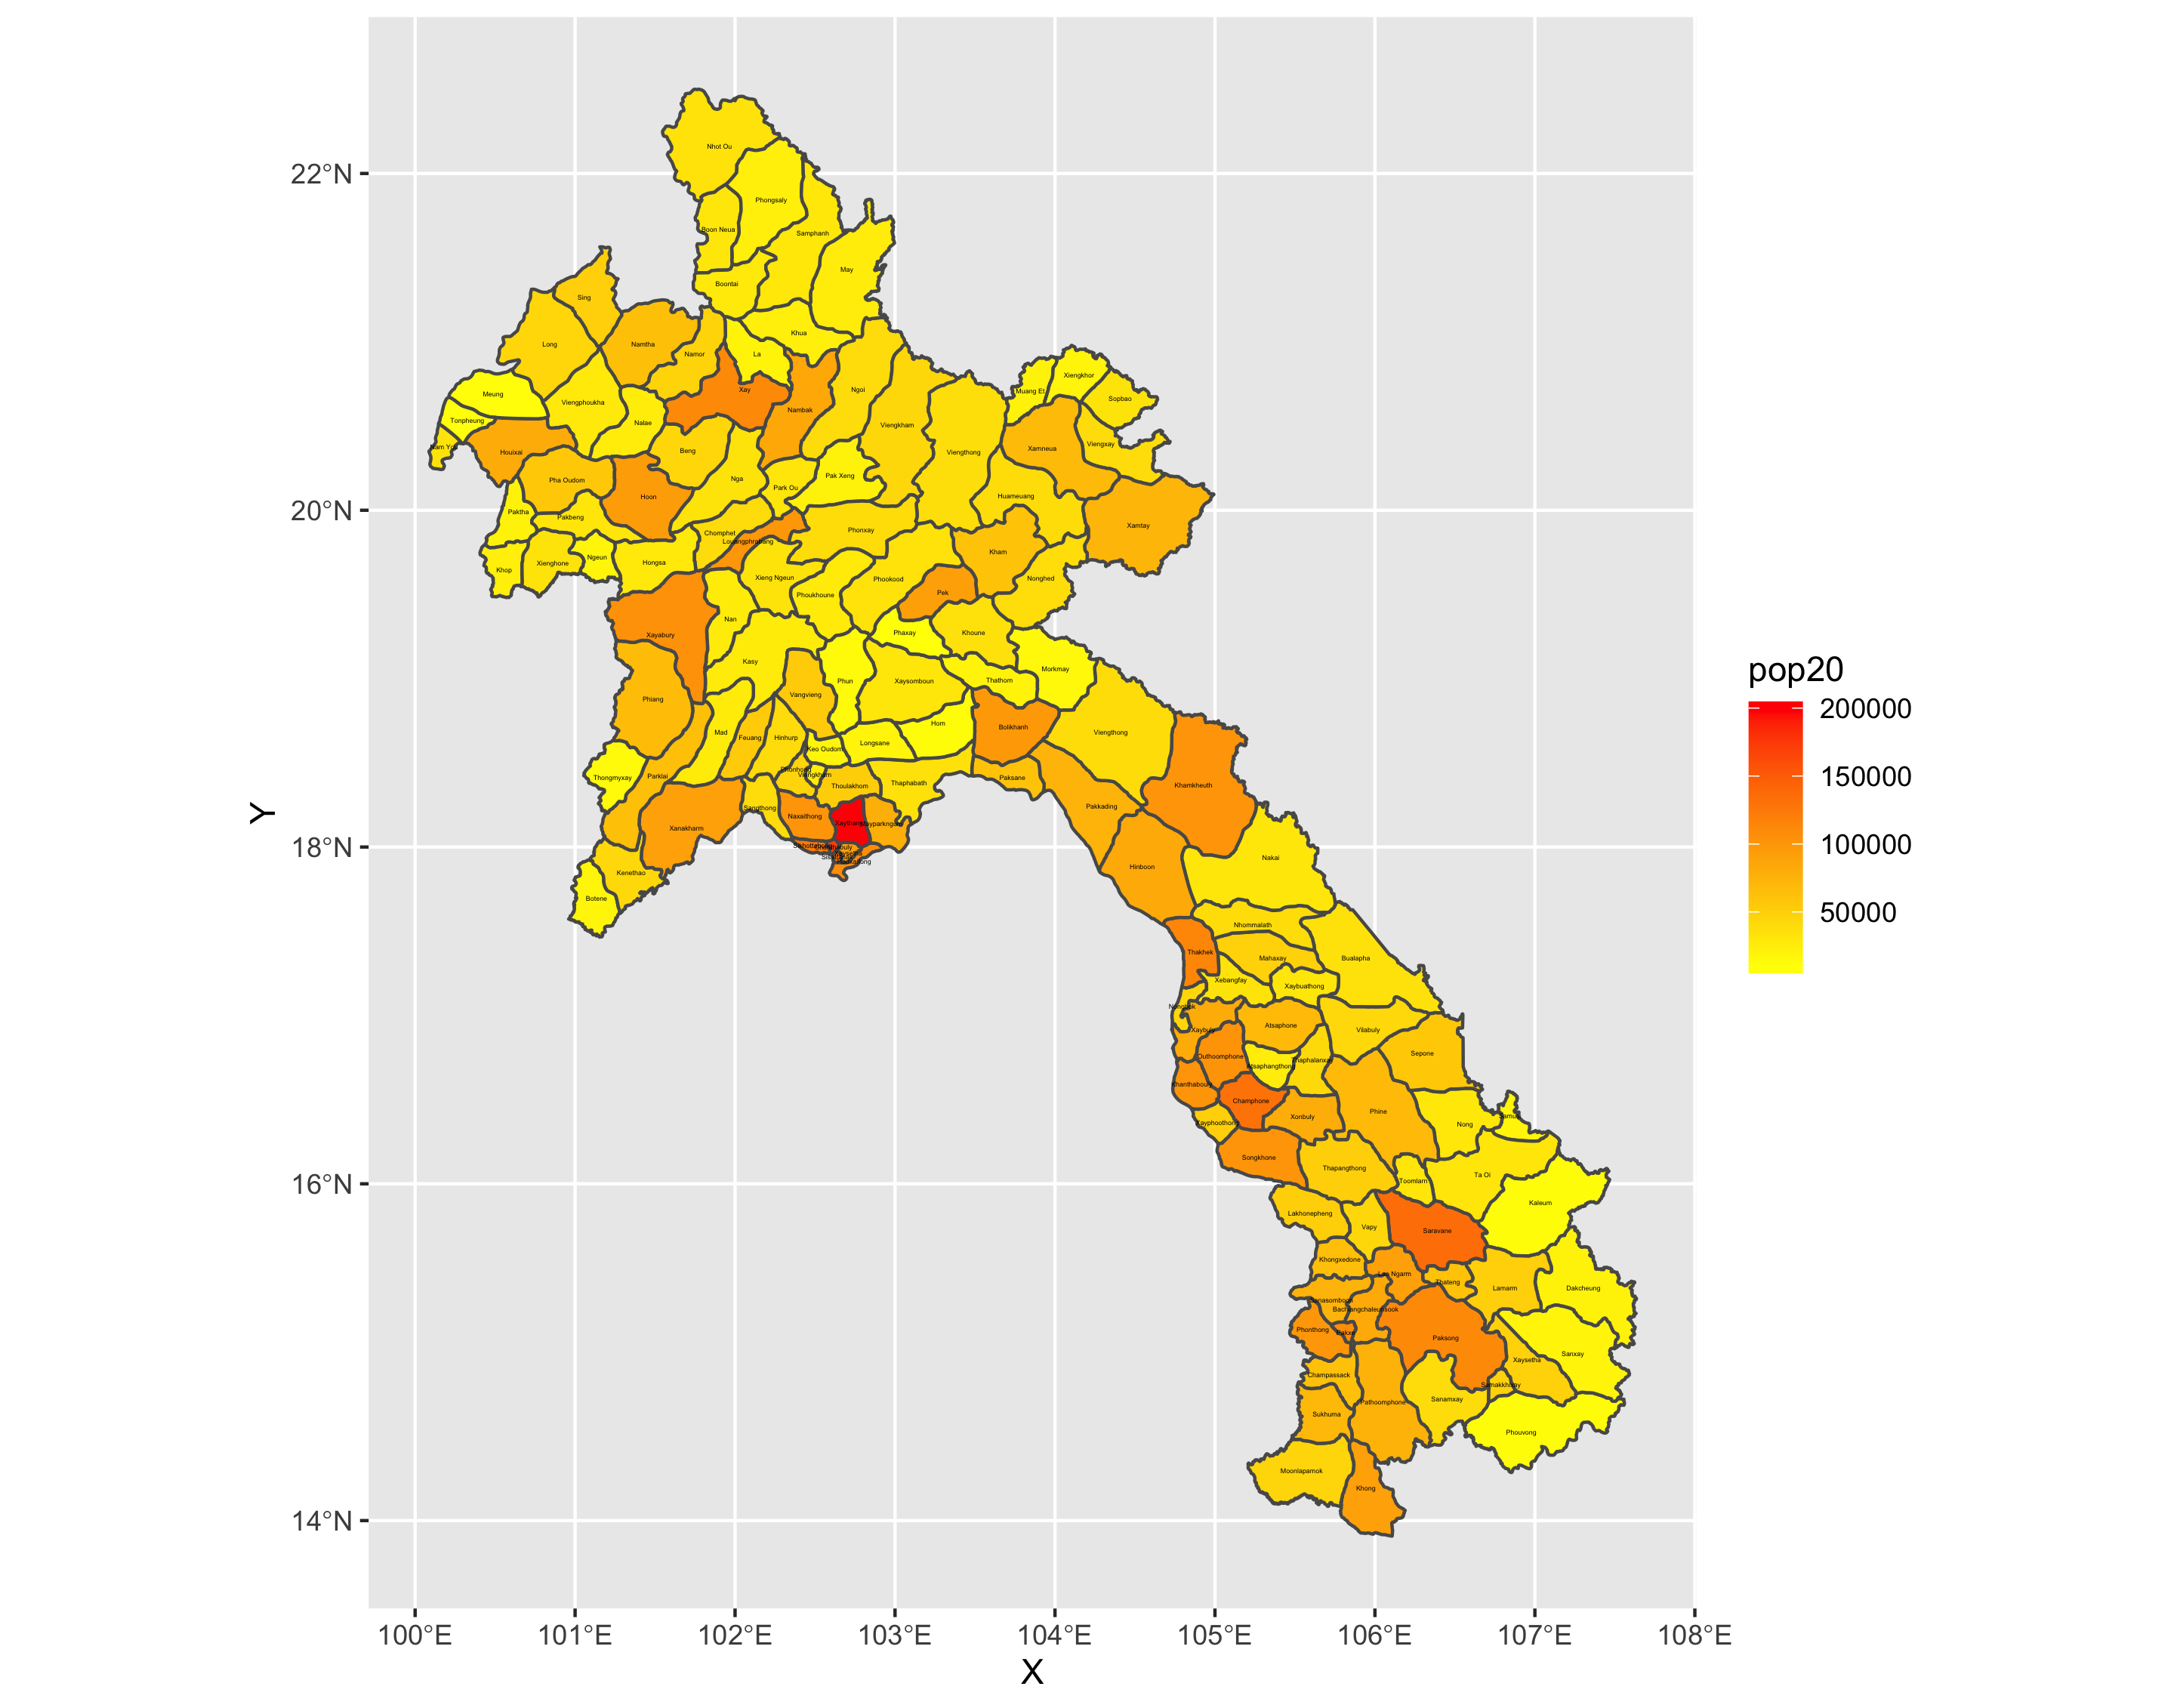 Nhot Ou
Phongsaly
Boon Neua
Samphanh
May
Boontai
Sing
Khua
Long
Namtha
Namor
La
Xiengkhor
Muang Et
Sopbao
Xay
Ngoi
Meung
Viengphoukha
Nambak
Tonpheung
Nalae
Viengkham
Viengxay
Xamneua
Houixai
Beng
Viengthong
Pak Xeng
Nga
Pha Oudom
Park Ou
Hoon
Huameuang
Paktha
Pakbeng
Xamtay
Phonxay
Chomphet
Louangphrabang
Kham
Ngeun
Xienghone
Hongsa
Khop
Xieng Ngeun
Phookood
Nonghed
Pek
Phoukhoune
Nan
Xayabury
Phaxay
Khoune
Kasy
Morkmay
Phun
Xaysomboun
Thathom
Vangvieng
Phiang
Hom
Bolikhanh
Mad
Feuang
Hinhurp
Viengthong
Longsane
Keo Oudom
Thongmyxay
Parklai
Paksane
Thaphabath
Thoulakhom
Khamkheuth
Sangthong
Pakkading
Naxaithong
Xanakharm
Nakai
Hinboon
Kenethao
Botene
Nhommalath
Thakhek
Mahaxay
Bualapha
Xebangfay
Xaybuathong
Atsaphone
Xaybuly
Vilabuly
Sepone
Outhoomphone
Thaphalanxay
Atsaphangthong
Khanthabouly
Champhone
Phine
Xonbuly
Xayphoothong
Nong
Songkhone
Thapangthong
Ta Oi
Toomlarn
Kaleum
Lakhonepheng
Vapy
Saravane
Khongxedone
Lao Ngarm
Thateng
Lamarm
Dakcheung
Phonthong
Paksong
Sanxay
Xaysetha
Champassack
Sanamxay
Pathoomphone
Sukhuma
Phouvong
Moonlapamok
Khong
22°N
20°N
18°N
16°N
14°N
Y
100°E 101°E 102°E 103°E 104°E 105°E 106°E 107°E 108°E
X
pop20
200000
150000
100000
50000